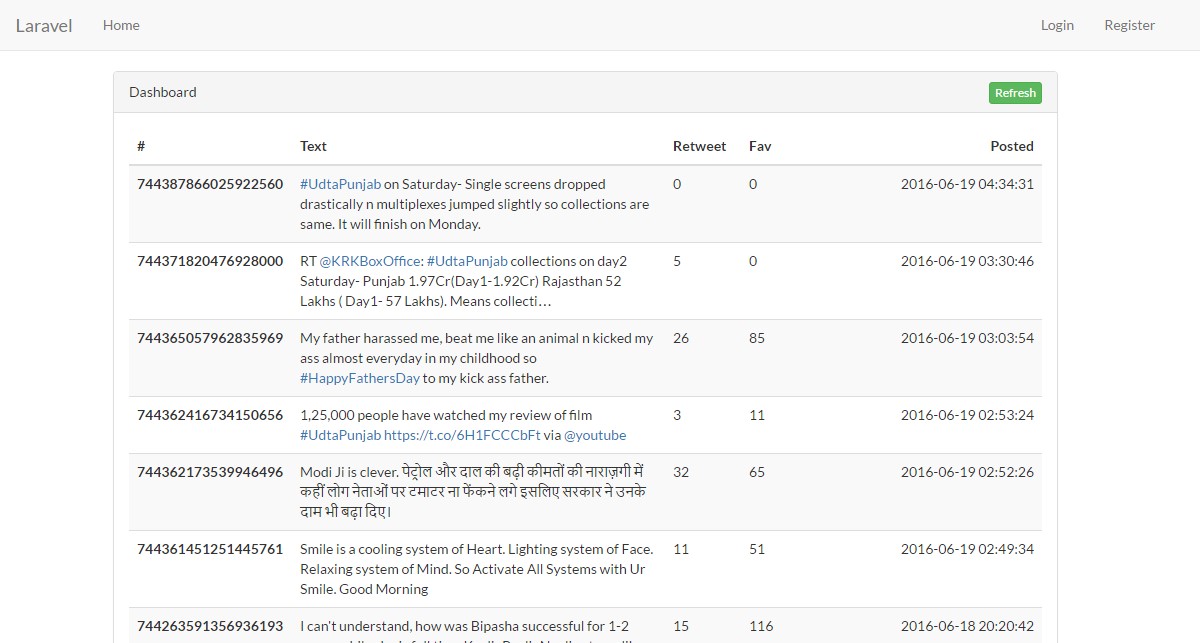 Laravel Home Login Register
Dashboard Refresh
# Text Retweet Fav Posted
744387866025922560 #UdtaPunjab on Saturday- Single screens dropped 0 0 2016-06-19 04:34:31
drastically n multiplexes jumped slightly so collections are
same. It will finish on Monday.
744371820476928000 RT @KRKBoxOffice: #UdtaPunjab collections on day2 5 0 2016-06-19 03:30:46
Saturday- Punjab 1.97Cr(Day1-1.92Cr) Rajasthan 52
Lakhs ( Day1- 57 Lakhs). Means collecti…
744365057962835969 My father harassed me, beat me like an animal n kicked my 26 85 2016-06-19 03:03:54
ass almost everyday in my childhood so
#HappyFathersDay to my kick ass father.
744362416734150656 1,25,000 people have watched my review of film 3 11 2016-06-19 02:53:24
#UdtaPunjab https://t.co/6H1FCCCbFt via @youtube
744362173539946496 Modi Ji is clever. पेट्रोल और दाल की बढ़ी कीमतों की नाराज़गी में 32 65 2016-06-19 02:52:26
कहीं लोग नेताओं पर टमाटर ना फेंकने लगे इसलिए सरकार ने उनके
दाम भी बढ़ा दिए।
744361451251445761 Smile is a cooling system of Heart. Lighting system of Face. 11 51 2016-06-19 02:49:34
Relaxing system of Mind. So Activate All Systems with Ur
Smile. Good Morning
744263591356936193 I can't understand, how was Bipasha successful for 1-2 15 116 2016-06-18 20:20:42